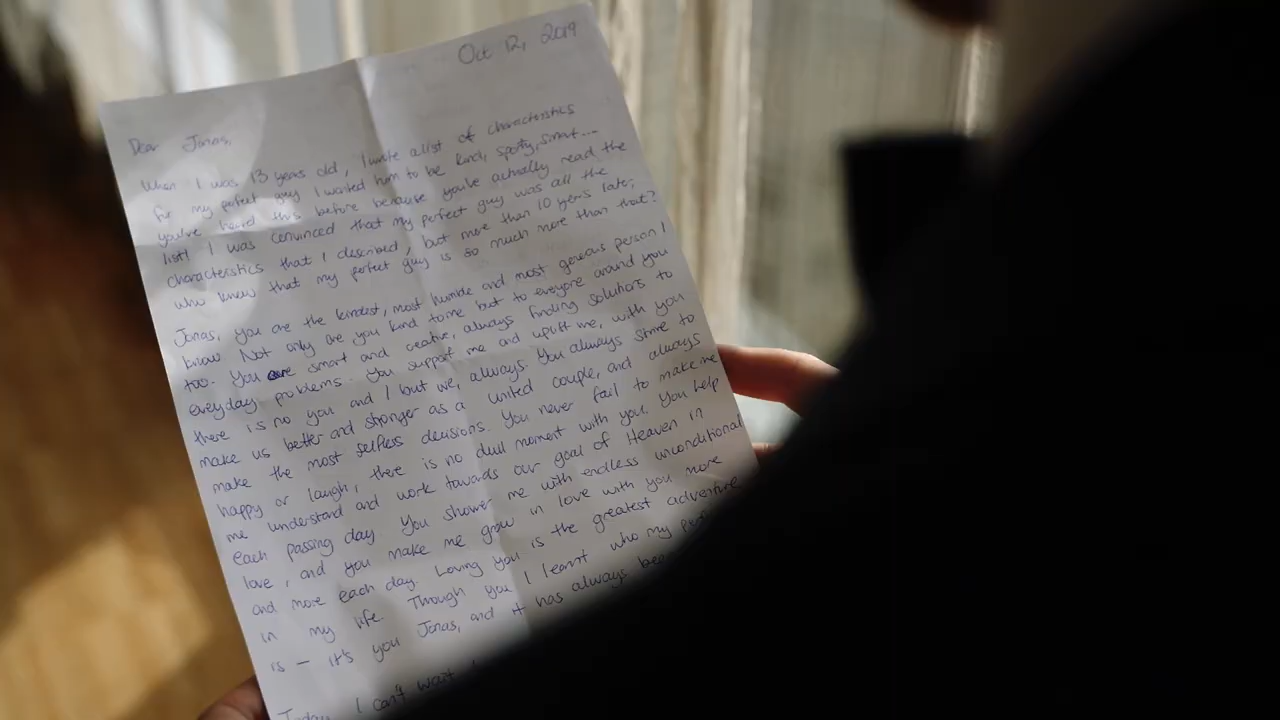 Oct 12, 2019
Dear Jonas,
When I was 13 years old, I wrote a list of characteristics
for my perfect guy. I wanted him to be kind, sporty, smart...
you've heard this before because you've actually read the
list! I was convinced that my perfect guy was all the
characteristics that I described, but more than 10 years later,
who knew that my perfect guy is so much more than that?
Jonas, you are the kindest, most humble and most generous person I
know. Not only are you kind to me but to everyone around you
too. You are smart and creative, always finding solutions to
everyday problems. You support me and uplift me, with you
there is no you and I but we, always. You always strive to
make us better and stronger as a united couple, and always
make the most selfless decisions. You never fail to make me
happy or laugh, there is no dull moment with you. You help
me understand and work towards our goal of Heaven in
each passing day. You shower me with endless unconditional
love, and you make me grow in love with you more
and more each day. Loving you is the greatest adventure
in my life. Through you I learnt who my
is — it's you Jonas, and it has always
Today I can't wait